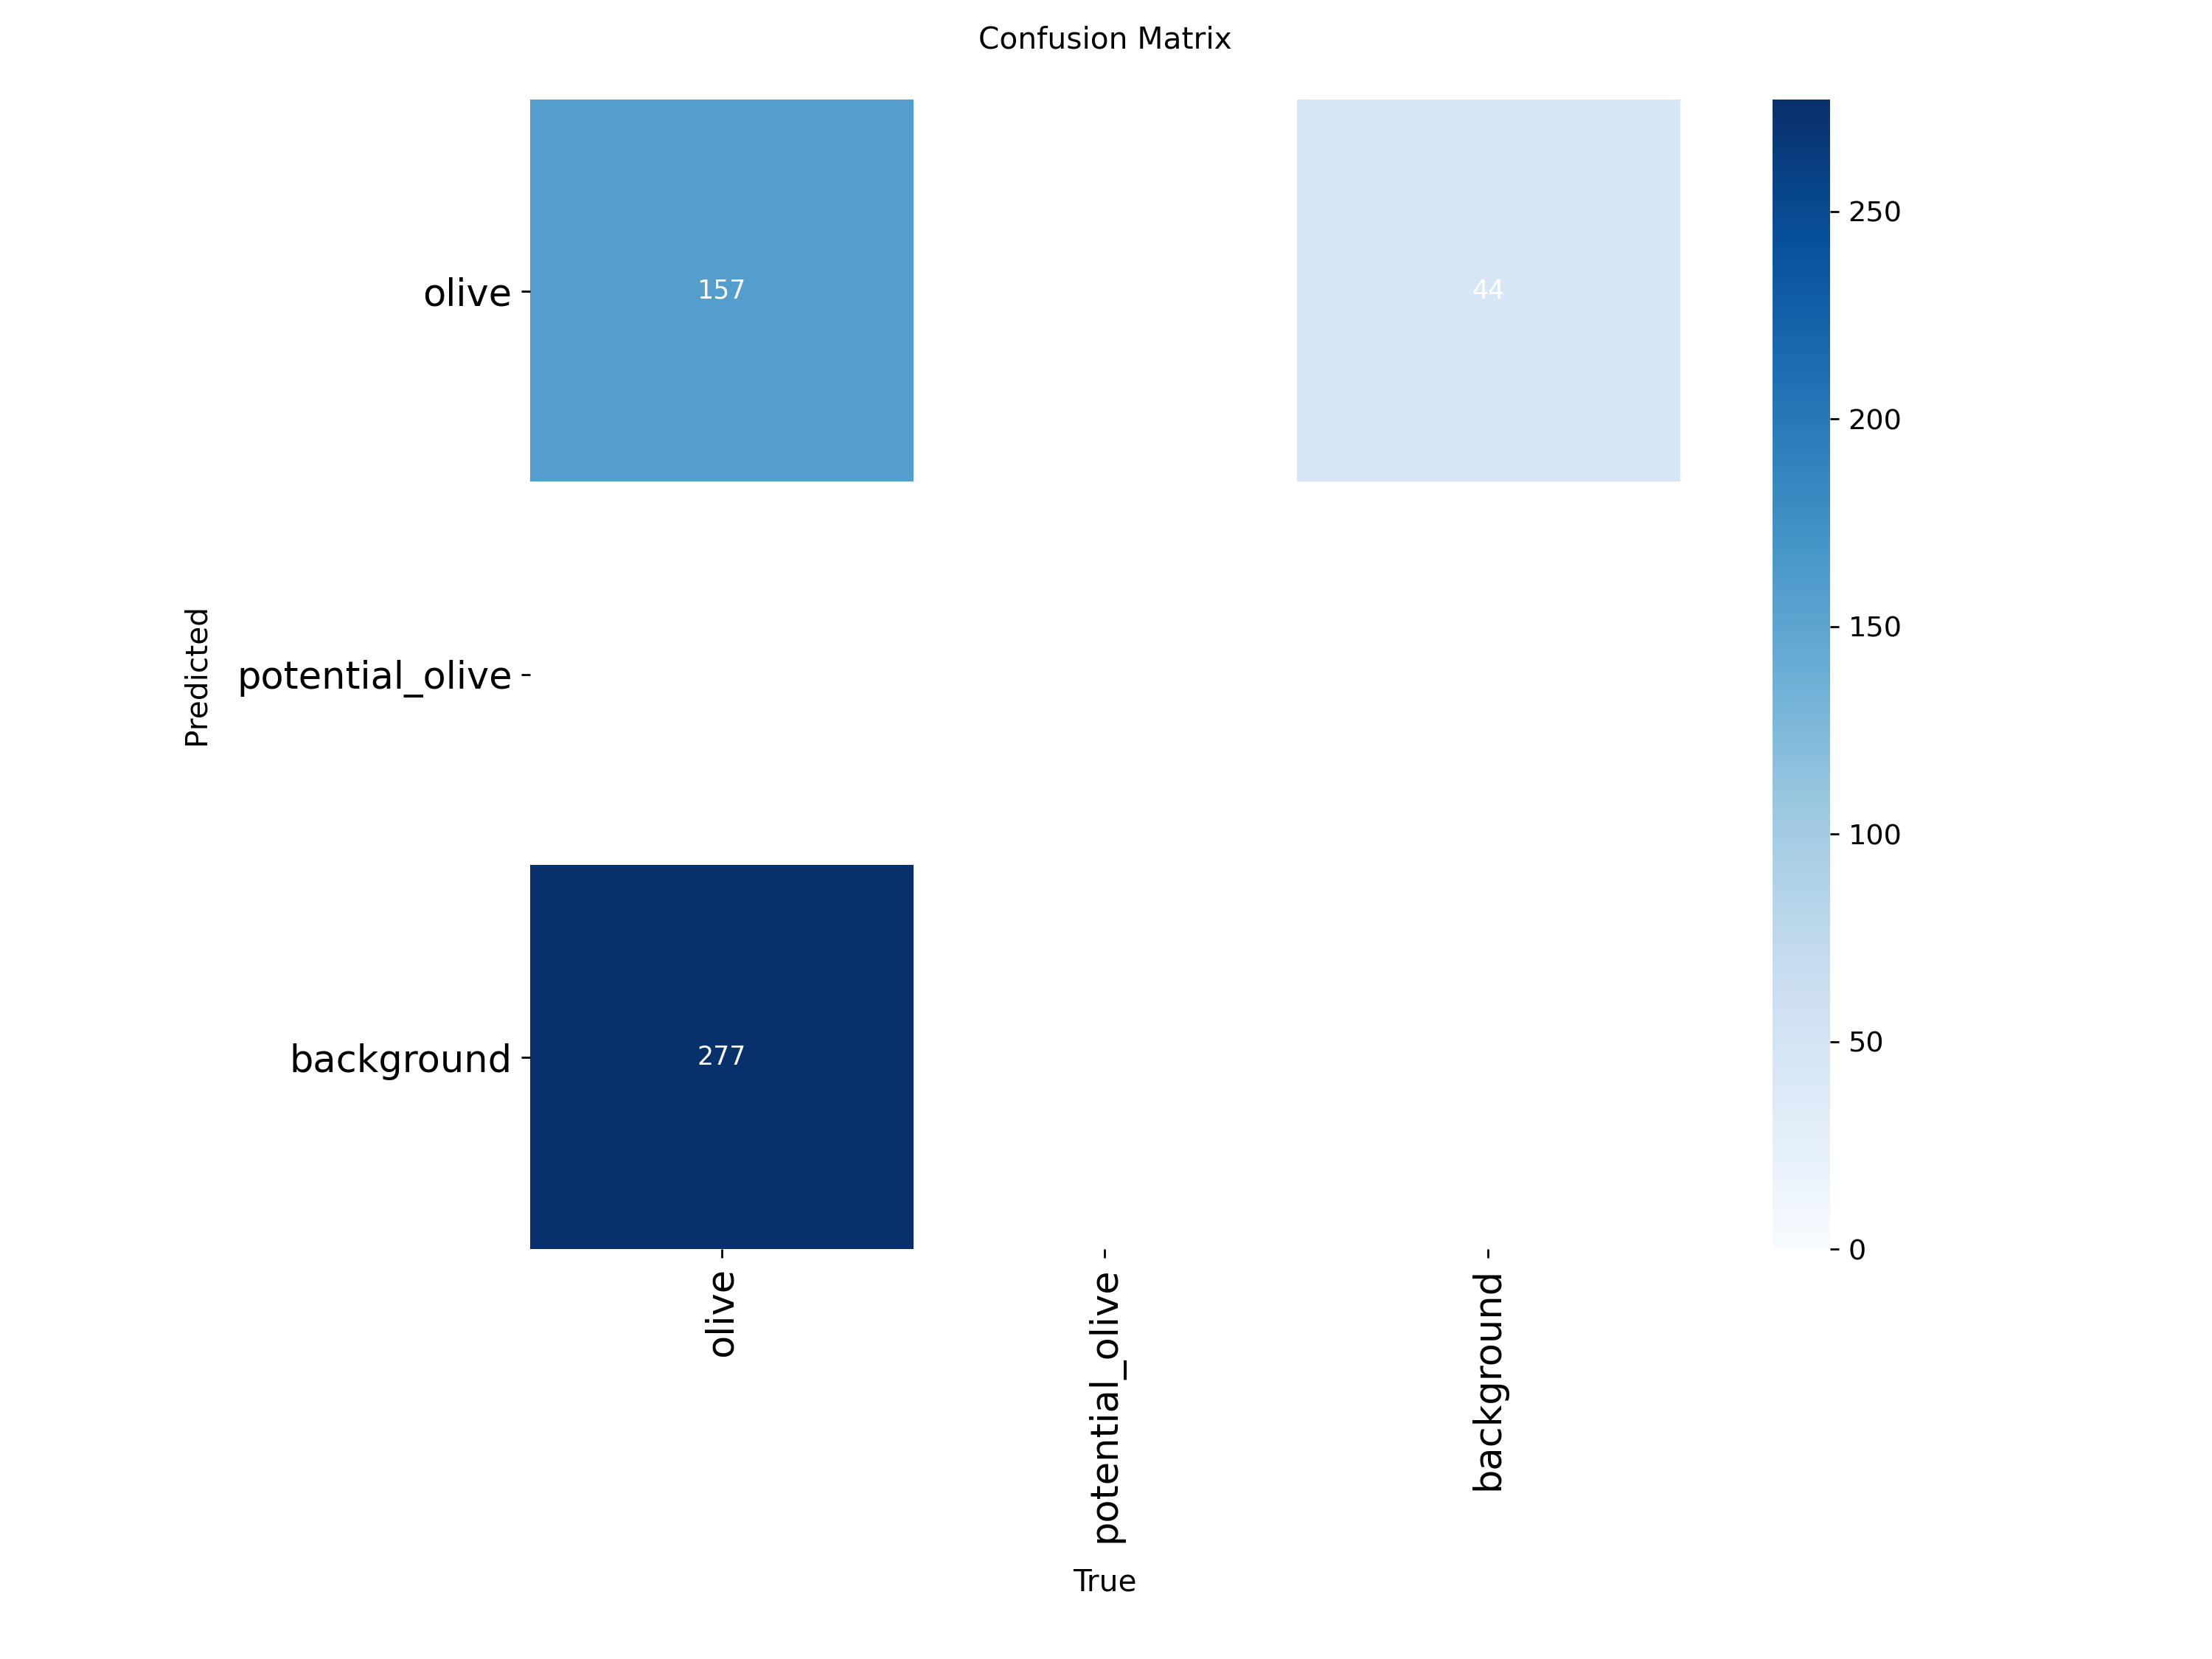 Confusion Matrix
olive
157
44
potential_olive
background
277
Predicted
olive
potential_olive
background
True
250
200
150
100
50
0